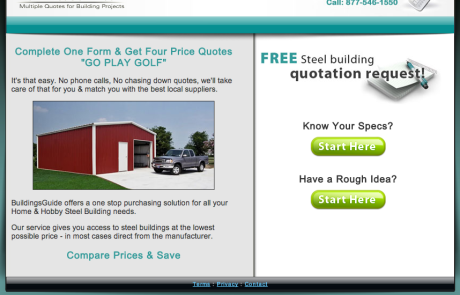 Multiple Quotes for Building Projects
Call: 877-546-1550
Complete One Form & Get Four Price Quotes
"GO PLAY GOLF"
It's that easy. No phone calls, No chasing down quotes, we'll take
care of that for you & match you with the best local suppliers.
BuildingsGuide offers a one stop purchasing solution for all your
Home & Hobby Steel Building needs.
Our service gives you access to steel buildings at the lowest
possible price - in most cases direct from the manufacturer.
Compare Prices & Save
FREE Steel building
quotation request!
Know Your Specs?
Start Here
Have a Rough Idea?
Start Here
Terms : Privacy : Contact